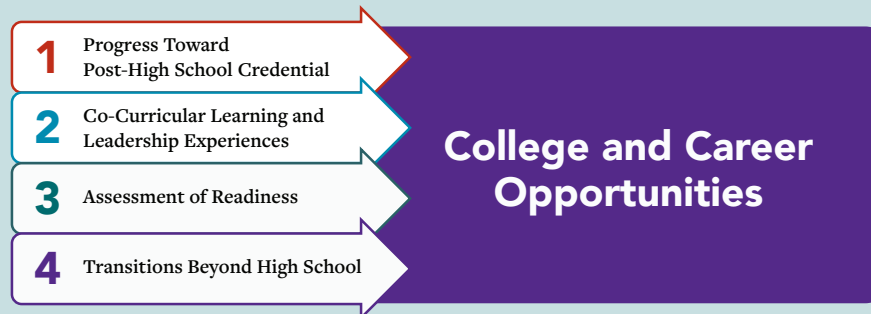 1
Progress Toward
Post-High School Credential
2
Co-Curricular Learning and
Leadership Experiences
3
Assessment of Readiness
4
Transitions Beyond High School
College and Career
Opportunities